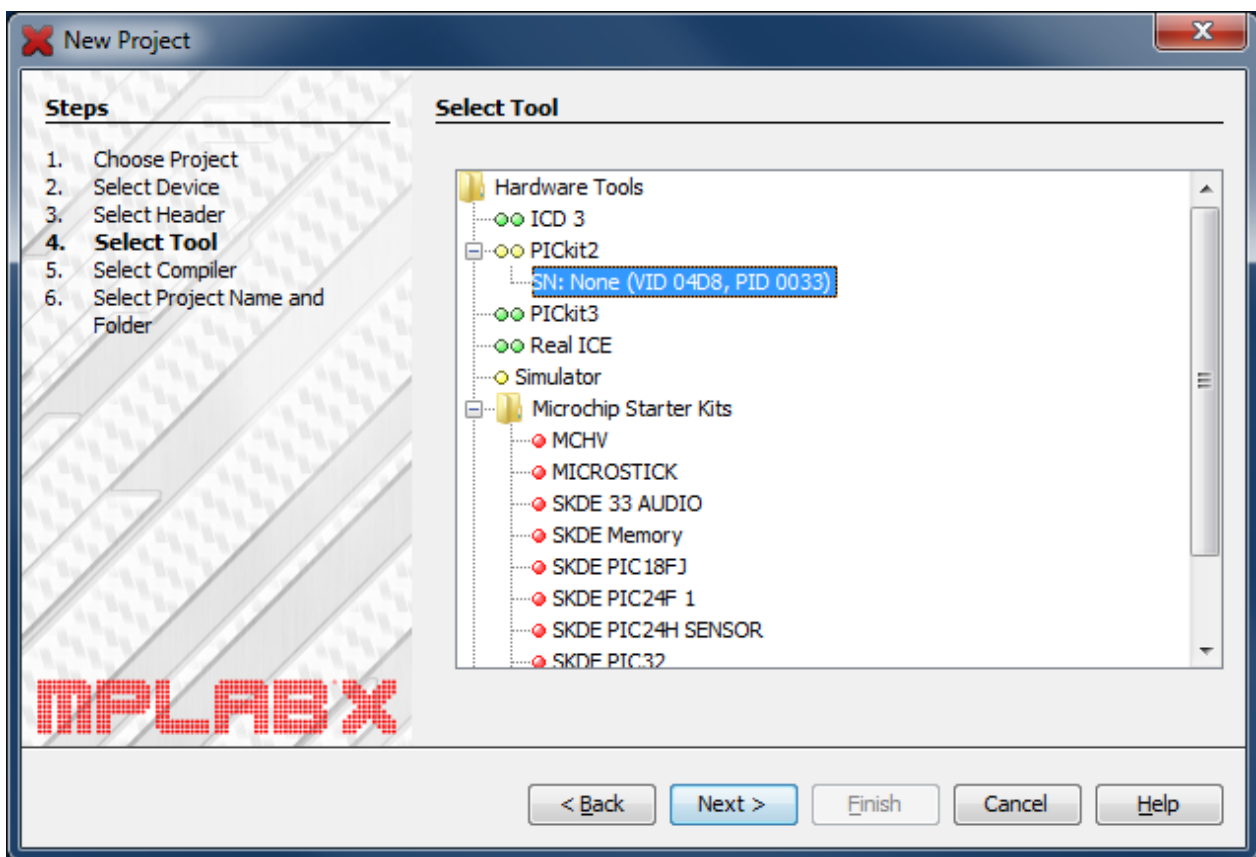 New Project
Steps
1. Choose Project
2. Select Device
3. Select Header
4. Select Tool
5. Select Compiler
6. Select Project Name and
Folder
MPLAB X
Select Tool
Hardware Tools
ICD 3
PICkit2
SN: None (VID 04D8, PID 0033)
PICkit3
Real ICE
Simulator
Microchip Starter Kits
MCHV
MICROSTICK
SKDE 33 AUDIO
SKDE Memory
SKDE PIC18FJ
SKDE PIC24F 1
SKDE PIC24H SENSOR
SKDE PIC32
< Back Next > Finish Cancel Help